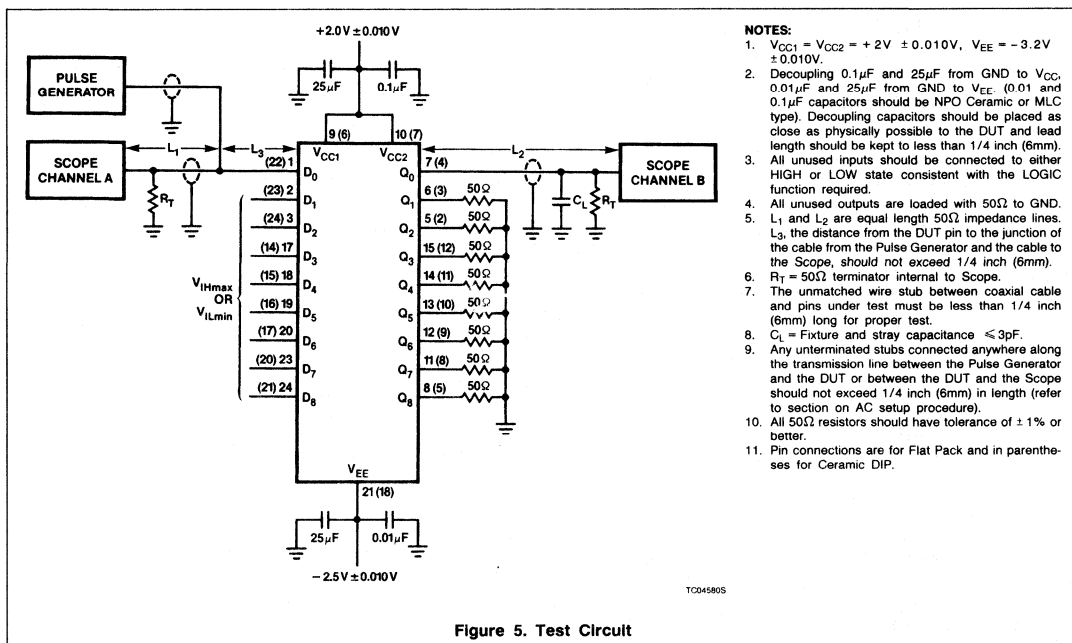 +2.0V ± 0.010V
25μF
0.1μF
PULSE
GENERATOR
SCOPE
CHANNEL A
L1
L3
RT
9 (6)
10 (7)
VCC1
VCC2
(22) 1
D0
(23) 2
D1
(24) 3
D2
(14) 17
D3
(15) 18
D4
(16) 19
D5
(17) 20
D6
(20) 23
D7
(21) 24
D8
VIHmax
OR
VILmin
Q0
7 (4)
Q1
6 (3)
50Ω
Q2
5 (2)
50Ω
Q3
15 (12)
50Ω
Q4
14 (11)
50Ω
Q5
13 (10)
50Ω
Q6
12 (9)
50Ω
Q7
11 (8)
50Ω
Q8
8 (5)
50Ω
L2
CL
RT
SCOPE
CHANNEL B
VEE
21 (18)
25μF
0.01μF
−2.5V ± 0.010V
TC04580S
NOTES:
1. VCC1 = VCC2 = +2V ±0.010V, VEE = −3.2V
±0.010V.
2. Decoupling 0.1μF and 25μF from GND to VCC,
0.01μF and 25μF from GND to VEE. (0.01 and
0.1μF capacitors should be NPO Ceramic or MLC
type). Decoupling capacitors should be placed as
close as physically possible to the DUT and lead
length should be kept to less than 1/4 inch (6mm).
3. All unused inputs should be connected to either
HIGH or LOW state consistent with the LOGIC
function required.
4. All unused outputs are loaded with 50Ω to GND.
5. L1 and L2 are equal length 50Ω impedance lines.
L3, the distance from the DUT pin to the junction of
the cable from the Pulse Generator and the cable to
the Scope, should not exceed 1/4 inch (6mm).
6. RT = 50Ω terminator internal to Scope.
7. The unmatched wire stub between coaxial cable
and pins under test must be less than 1/4 inch
(6mm) long for proper test.
8. CL = Fixture and stray capacitance ⩽ 3pF.
9. Any unterminated stubs connected anywhere along
the transmission line between the Pulse Generator
and the DUT or between the DUT and the Scope
should not exceed 1/4 inch (6mm) in length (refer
to section on AC setup procedure).
10. All 50Ω resistors should have tolerance of ±1% or
better.
11. Pin connections are for Flat Pack and in parenthe-
ses for Ceramic DIP.
Figure 5. Test Circuit